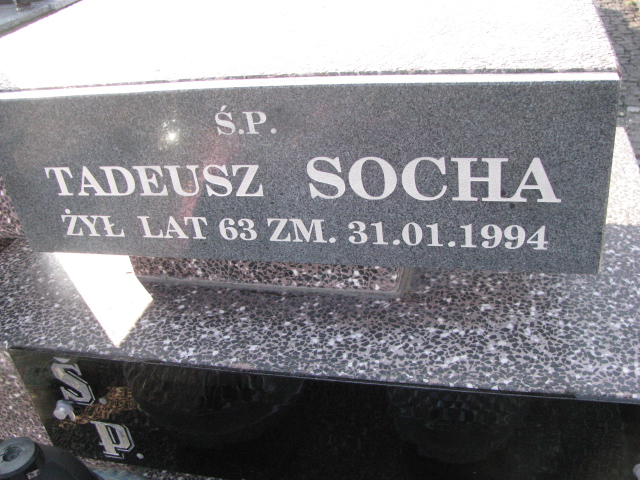 Ś.P.
TADEUSZ SOCHA
ŻYŁ LAT 63 ZM. 31.01.1994
Ś.
P.